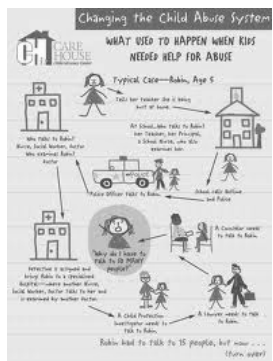 Changing the Child Abuse System
CARE
HOUSE
WHAT USED TO HAPPEN WHEN KIDS
NEEDED HELP FOR ABUSE
Typical Case—Robin, Age 5
Tells her Teacher She is being
hurt at home.
At School...Who Talks to Robin?
her Teacher, her Principal,
a School Nurse, who also
examines her.
Who Talks to Robin?
Nurse, Social Worker, Doctor
Who examines Robin?
Doctor
School calls Hotline
and Police
Police Officer Talks to Robin.
"Why do I have
to talk to SO MANY
people?"
A Counselor needs
to talk to Robin.
Detective is assigned and
brings Robin to a Specialized
Hospital—where another Nurse,
Social Worker, Doctor Talks to her and
is examined by another doctor.
A Child Protection
Investigator needs to
Talk to Robin.
A Lawyer needs to
to Robin.
Robin had to talk to 15 people, but now . . .
(turn over)